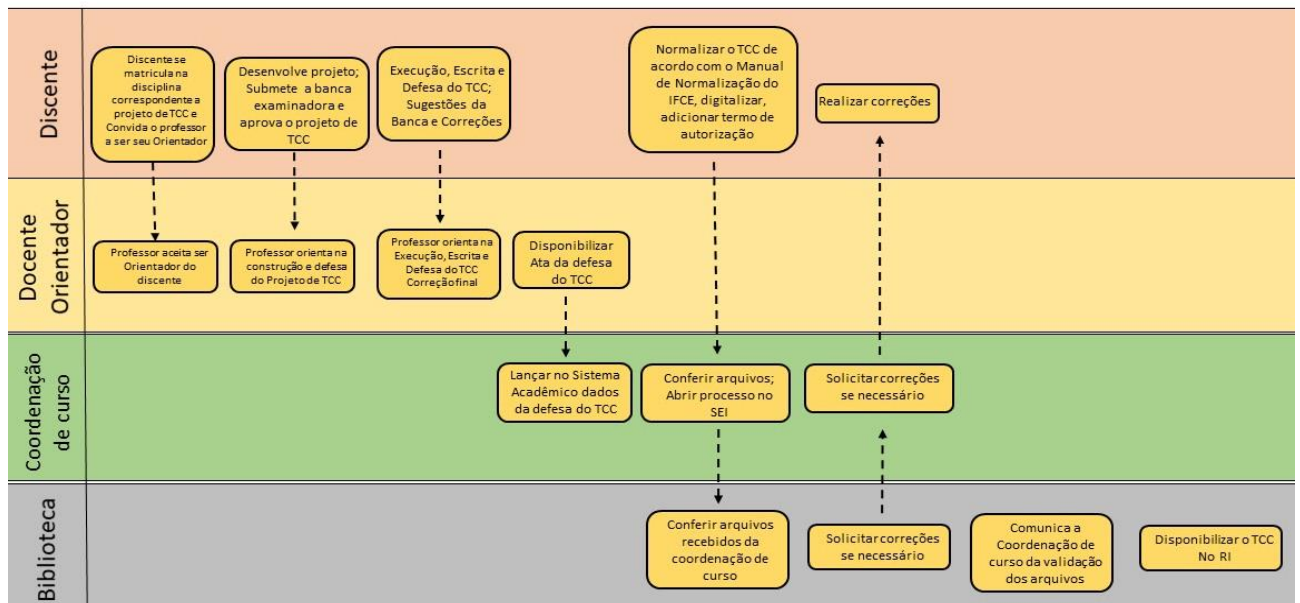 Discente
Discente se
matricula na
disciplina
correspondente a
projeto de TCC e
Convida o professor
a ser seu Orientador
Desenvolve projeto;
Submete a banca
examinadora e
aprova o projeto de
TCC
Execução, Escrita e
Defesa do TCC;
Sugestões da
Banca e Correções
Normalizar o TCC de
acordo com o Manual
de Normalização do
IFCE, digitalizar,
adicionar termo de
autorização
Realizar correções
Docente
Orientador
Professor aceita ser
Orientador do
discente
Professor orienta na
construção e defesa
do Projeto de TCC
Professor orienta na
Execução, Escrita e
Defesa do TCC
Correção final
Disponibilizar
Ata da defesa
do TCC
Coordenação
de curso
Lançar no Sistema
Acadêmico dados
da defesa do TCC
Conferir arquivos;
Abrir processo no
SEI
Solicitar correções
se necessário
Biblioteca
Conferir arquivos
recebidos da
coordenação de
curso
Solicitar correções
se necessário
Comunica a
Coordenação de
curso da validação
dos arquivos
Disponibilizar o TCC
No RI